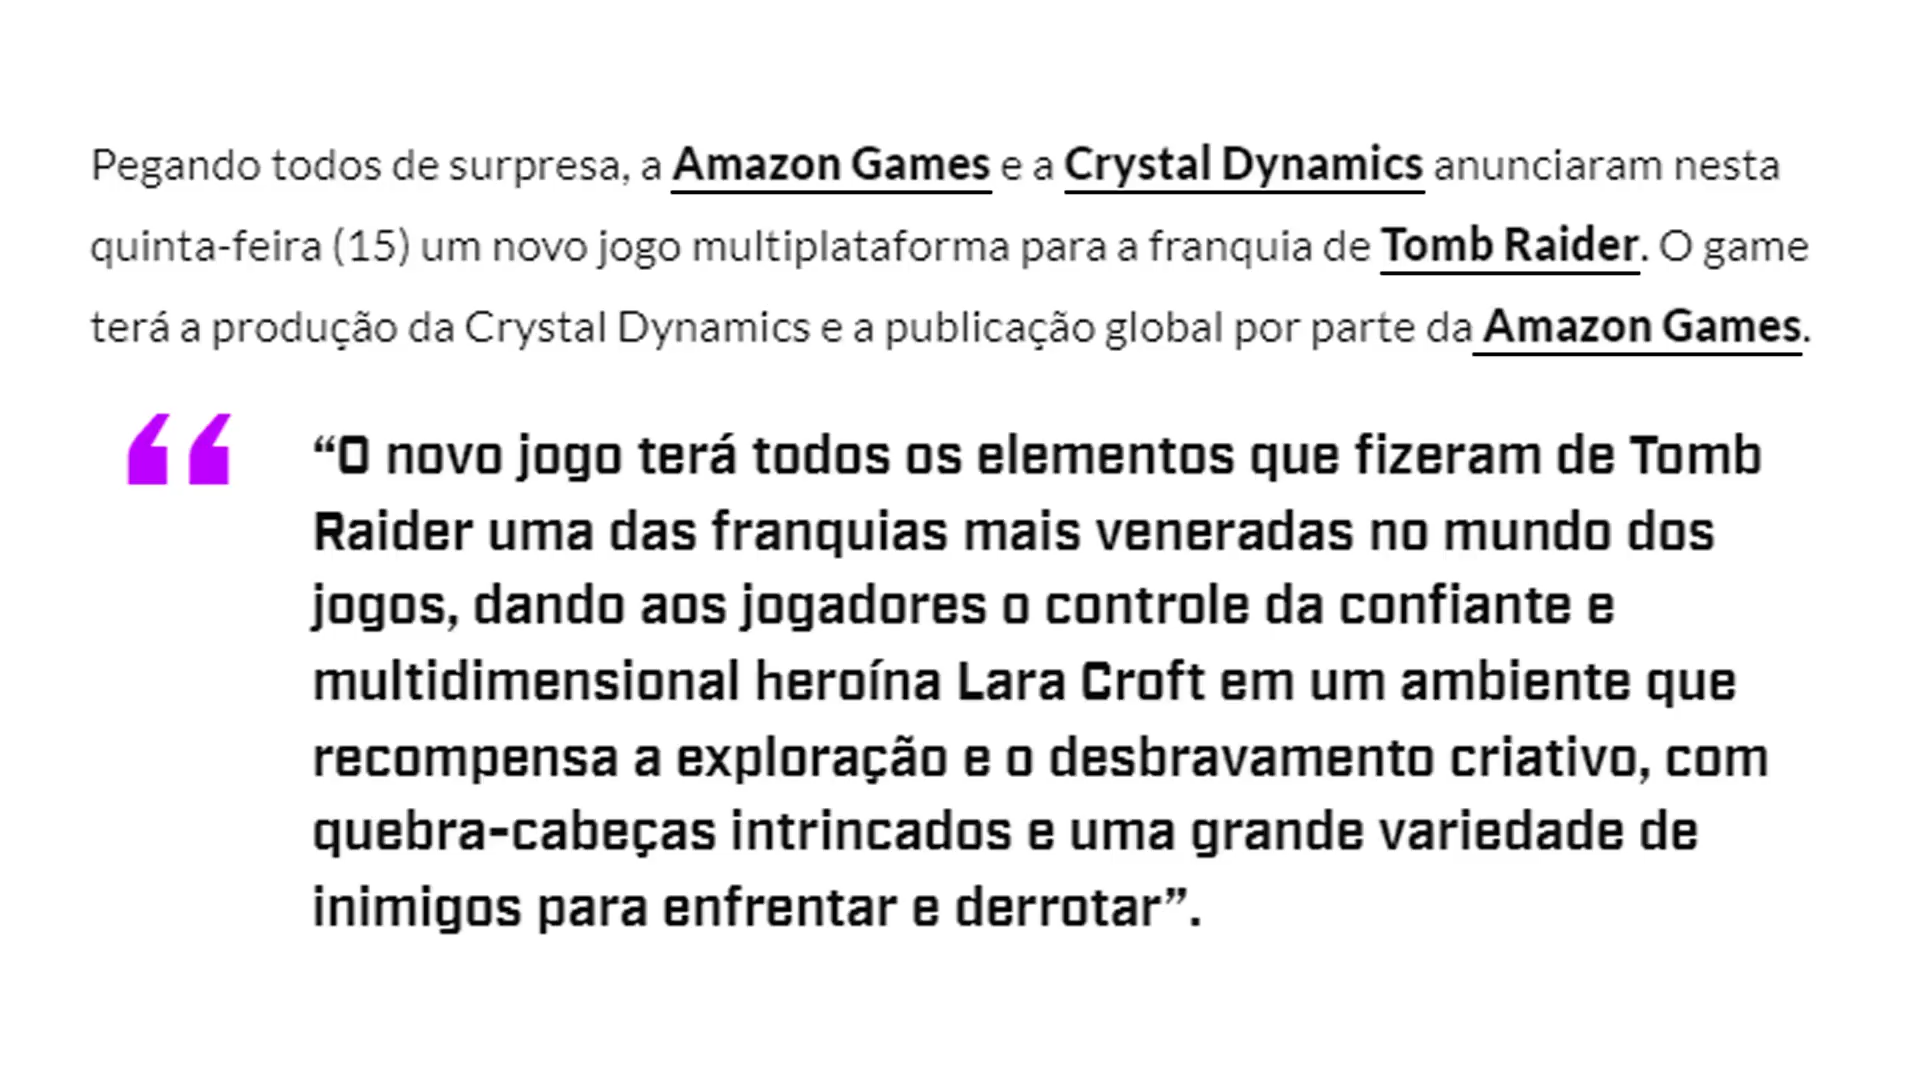 Pegando todos de surpresa, a Amazon Games e a Crystal Dynamics anunciaram nesta
quinta-feira (15) um novo jogo multiplataforma para a franquia de Tomb Raider. O game
terá a produção da Crystal Dynamics e a publicação global por parte da Amazon Games.
“O novo jogo terá todos os elementos que fizeram de Tomb
Raider uma das franquias mais veneradas no mundo dos
jogos, dando aos jogadores o controle da confiante e
multidimensional heroína Lara Croft em um ambiente que
recompensa a exploração e o desbravamento criativo, com
quebra-cabeças intrincados e uma grande variedade de
inimigos para enfrentar e derrotar”.